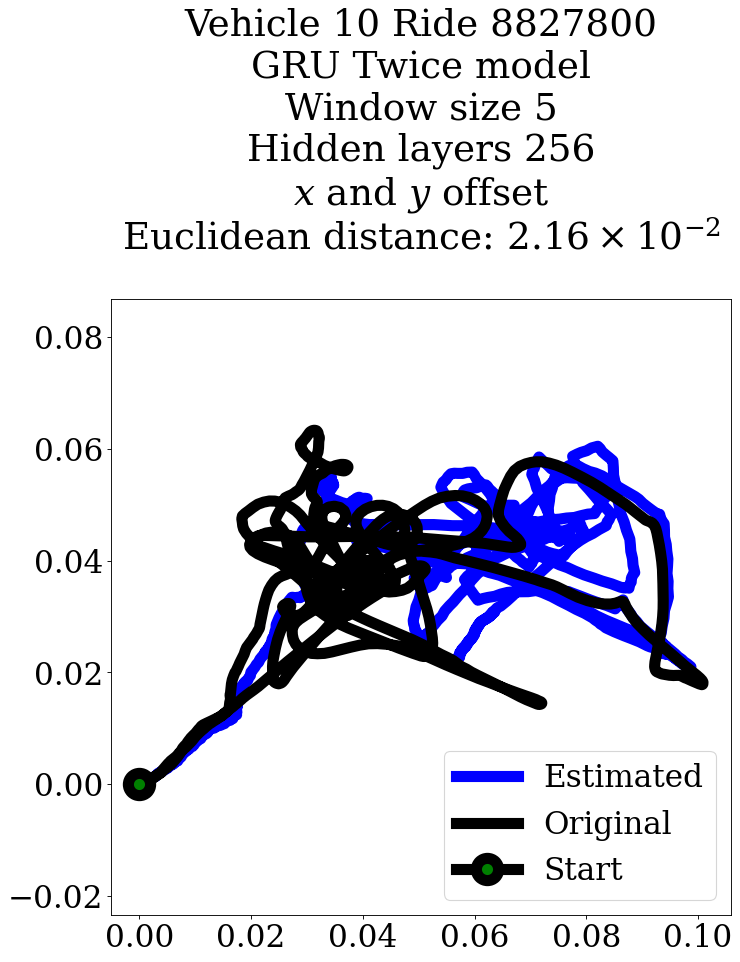 Vehicle 10 Ride 8827800
GRU Twice model
Window size 5
Hidden layers 256
x and y offset
Euclidean distance: 2.16 × 10⁻²
0.08
0.06
0.04
0.02
0.00
−0.02
Estimated
Original
Start
0.00 0.02 0.04 0.06 0.08 0.10